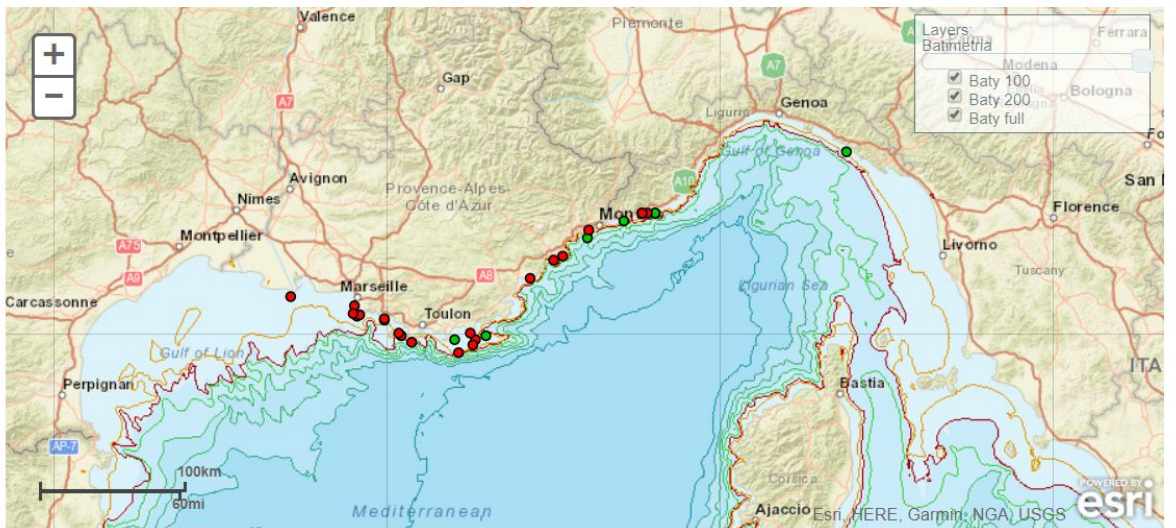 Valence
Piemonte
+
−
Gap
A7
Layers:
Batimetria
Baty 100
Baty 200
Baty full
Parma
Ferrara
Modena
Bologna
A7
Liguria
Genoa
Gulf of Genoa
Avignon
Nîmes
Provence-Alpes-
Côte d'Azur
A10
Mon
San M
Florence
A75
Montpellier
A9
Carcassonne
Marseille
A8
Toulon
Livorno
Tuscany
Ligurian Sea
Gulf of Lion
Perpignan
ITA
Bastia
AP-7
100km
60mi
Corsica
Mediterranean
Ajaccio
Esri, HERE, Garmin, NGA, USGS
POWERED BY
esri